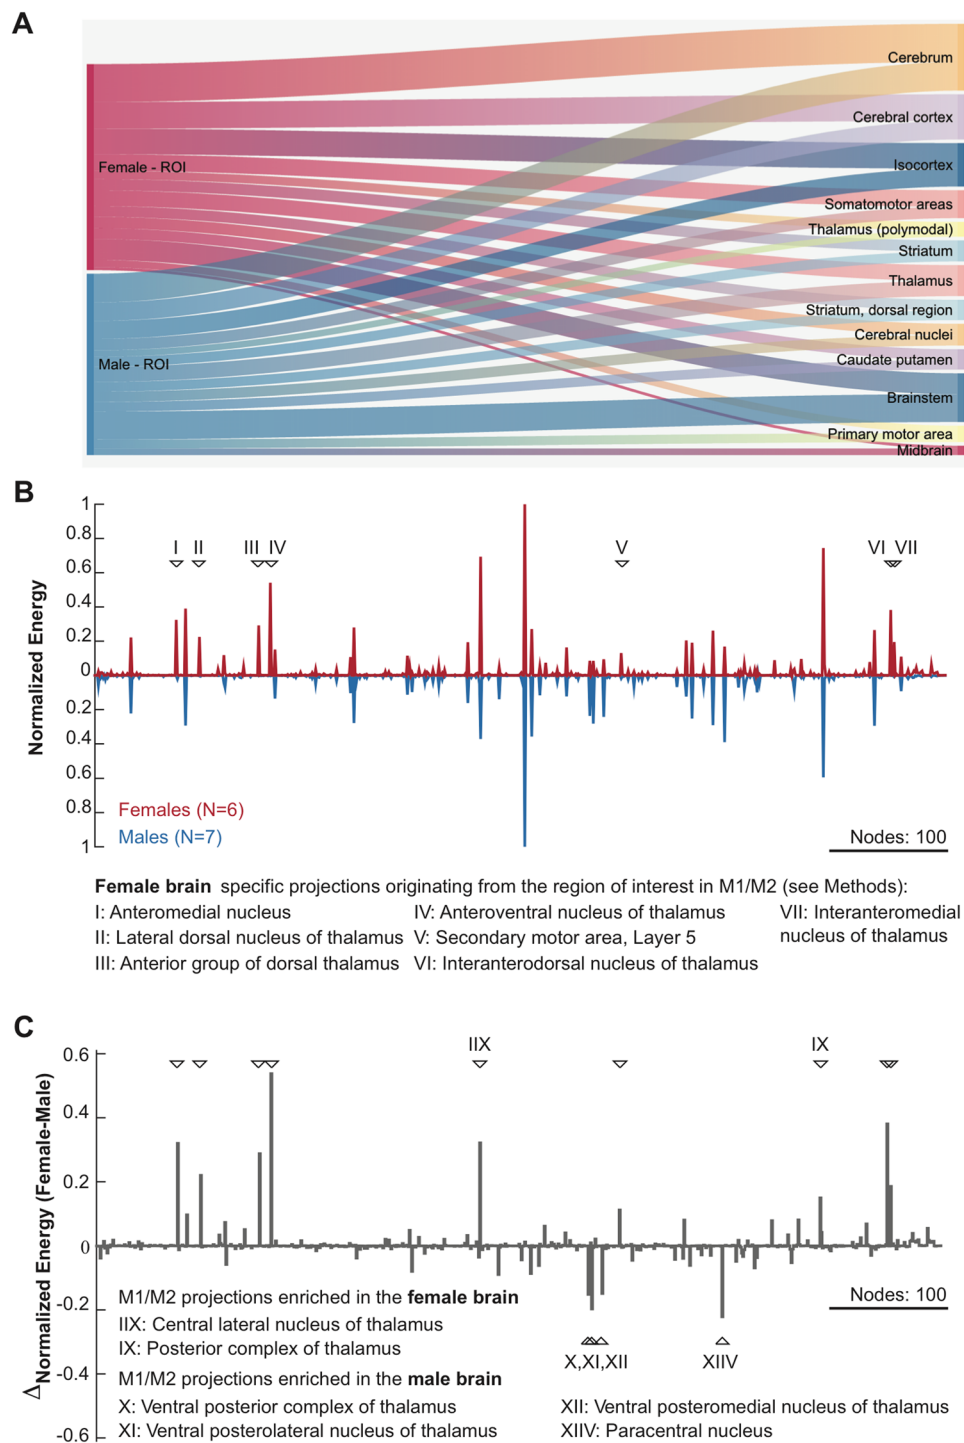 A
Female - ROI
Male - ROI
Cerebrum
Cerebral cortex
Isocortex
Somatomotor areas
Thalamus (polymodal)
Striatum
Thalamus
Striatum, dorsal region
Cerebral nuclei
Caudate putamen
Brainstem
Primary motor area
Midbrain
B
Normalized Energy
1
0.8
0.6
0.4
0.2
0
0.2
0.4
0.6
0.8
1
I II III IV V VI VII
Females (N=6)
Males (N=7)
Nodes: 100
Female brain specific projections originating from the region of interest in M1/M2 (see Methods):
I: Anteromedial nucleus
II: Lateral dorsal nucleus of thalamus
III: Anterior group of dorsal thalamus
IV: Anteroventral nucleus of thalamus
V: Secondary motor area, Layer 5
VI: Interanterodorsal nucleus of thalamus
VII: Interanteromedial
nucleus of thalamus
C
ΔNormalized Energy (Female-Male)
0.6
0.4
0.2
0
-0.2
-0.4
-0.6
IIX IX
Nodes: 100
X,XI,XII XIIV
M1/M2 projections enriched in the female brain
IIX: Central lateral nucleus of thalamus
IX: Posterior complex of thalamus
M1/M2 projections enriched in the male brain
X: Ventral posterior complex of thalamus
XI: Ventral posterolateral nucleus of thalamus
XII: Ventral posteromedial nucleus of thalamus
XIIV: Paracentral nucleus